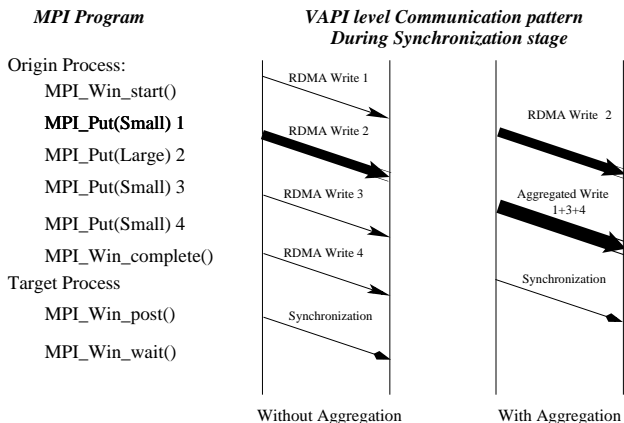 MPI Program
VAPI level Communication pattern
During Synchronization stage
Origin Process:
MPI_Win_start()
MPI_Put(Small) 1
MPI_Put(Large) 2
MPI_Put(Small) 3
MPI_Put(Small) 4
MPI_Win_complete()
Target Process
MPI_Win_post()
MPI_Win_wait()
RDMA Write 1
RDMA Write 2
RDMA Write 3
RDMA Write 4
Synchronization
Without Aggregation
RDMA Write 2
Aggregated Write
1+3+4
Synchronization
With Aggregation